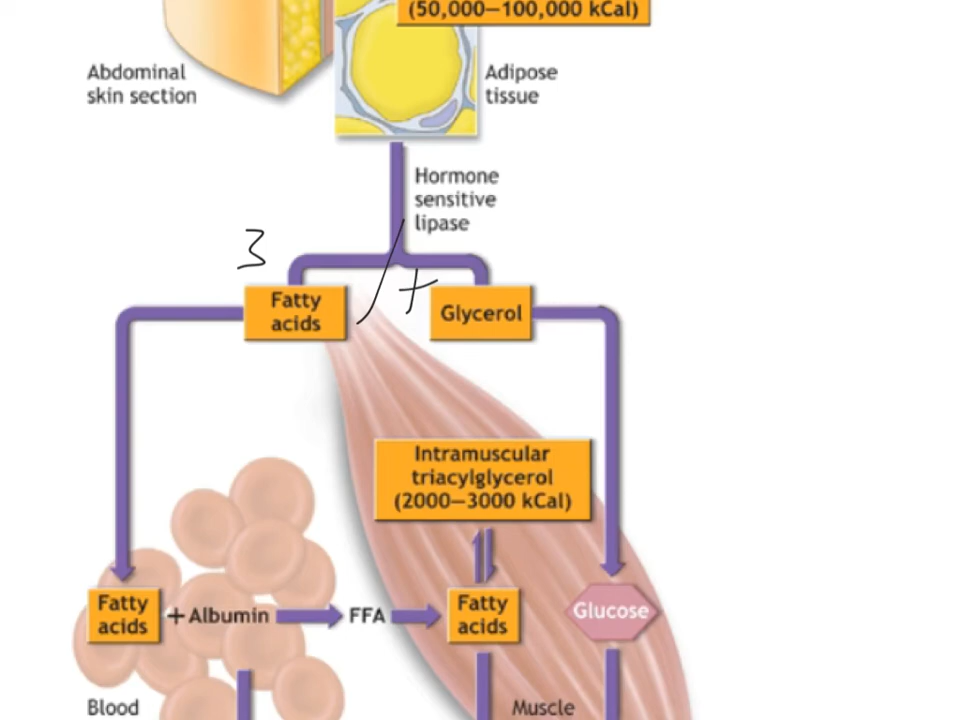 (50,000–100,000 kCal)
Abdominal
skin section
Adipose
tissue
Hormone
sensitive
lipase
3
+
Fatty
acids
Glycerol
Intramuscular
triacylglycerol
(2000–3000 kCal)
Fatty
acids
+ Albumin
FFA
Fatty
acids
Glucose
Blood
Muscle